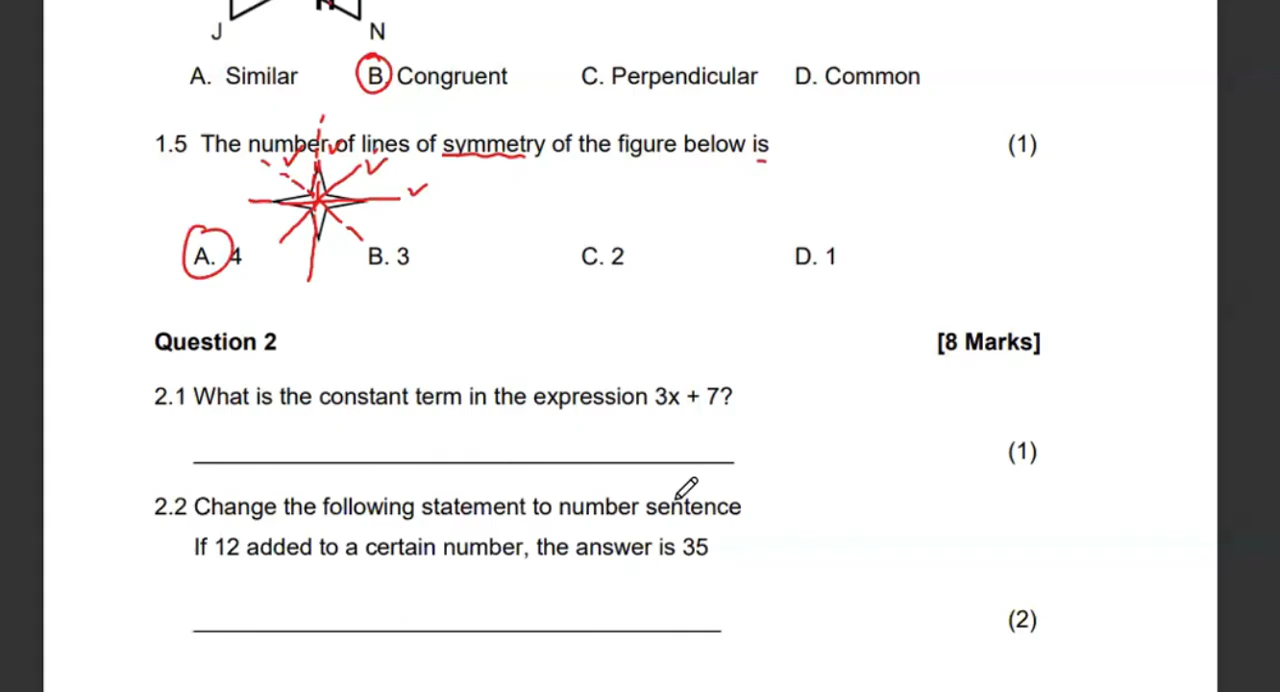 J N
A. Similar B. Congruent C. Perpendicular D. Common
1.5 The number of lines of symmetry of the figure below is (1)
A. 4 B. 3 C. 2 D. 1
Question 2 [8 Marks]
2.1 What is the constant term in the expression 3x + 7?
(1)
2.2 Change the following statement to number sentence
If 12 added to a certain number, the answer is 35
(2)